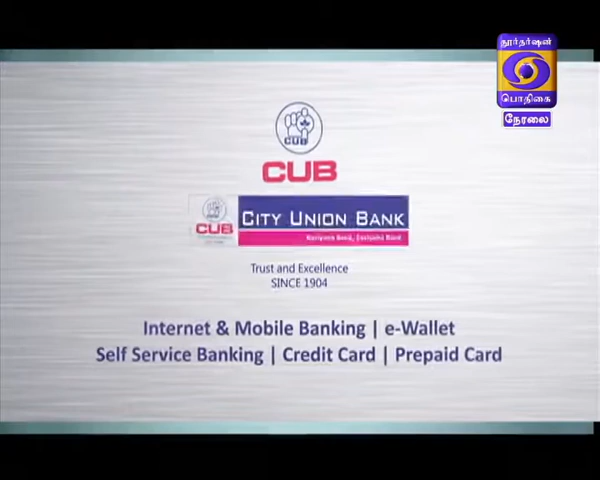 தூர்தர்ஷன்
பொதிகை
நேரலை
CUB
CUB
CUB
CITY UNION BANK
Trust and Excellence
SINCE 1904
Internet & Mobile Banking | e-Wallet
Self Service Banking | Credit Card | Prepaid Card